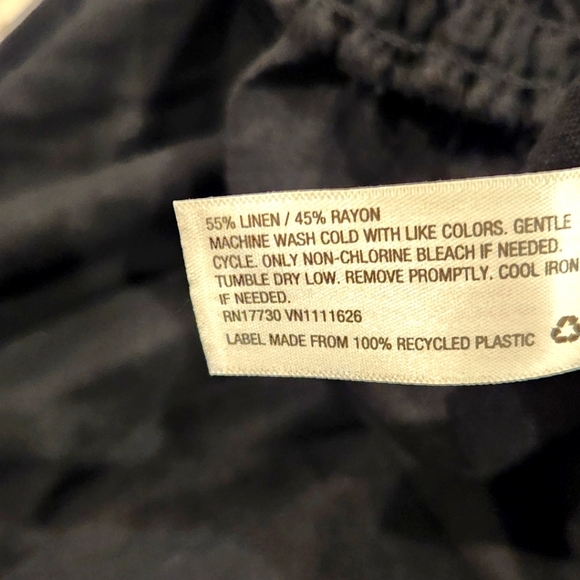 55% LINEN / 45% RAYON
MACHINE WASH COLD WITH LIKE COLORS. GENTLE
CYCLE. ONLY NON-CHLORINE BLEACH IF NEEDED.
TUMBLE DRY LOW. REMOVE PROMPTLY. COOL IRON
IF NEEDED.
RN17730 VN1111626
LABEL MADE FROM 100% RECYCLED PLASTIC